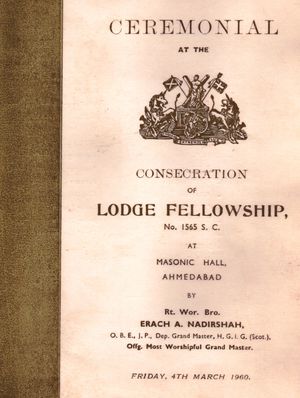 CEREMONIAL
AT THE
CONSECRATION
OF
LODGE FELLOWSHIP,
No. 1565 S. C.
AT
MASONIC HALL,
AHMEDABAD
BY
Rt. Wor. Bro.
ERACH A. NADIRSHAH,
O. B. E., J. P., Dep. Grand Master, H. G. I. G. (Scot.),
Offg. Most Worshipful Grand Master.
FRIDAY, 4TH MARCH 1960.